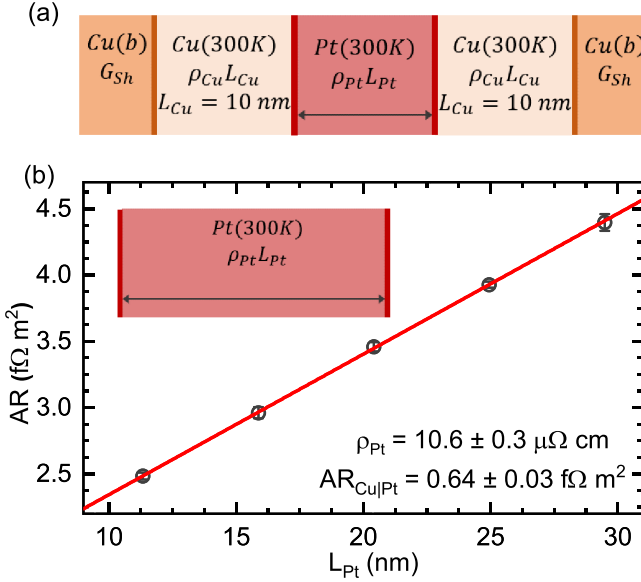 (a)
Cu(b) Cu(300K) Pt(300K) Cu(300K) Cu(b)
G_Sh ρ_Cu L_Cu ρ_Pt L_Pt ρ_Cu L_Cu G_Sh
L_Cu = 10 nm L_Cu = 10 nm
(b)
4.5
4.0
3.5
3.0
2.5
AR (fΩ m²)
Pt(300K)
ρ_Pt L_Pt
ρ_Pt = 10.6 ± 0.3 μΩ cm
AR_Cu|Pt = 0.64 ± 0.03 fΩ m²
10 15 20 25 30
L_Pt (nm)